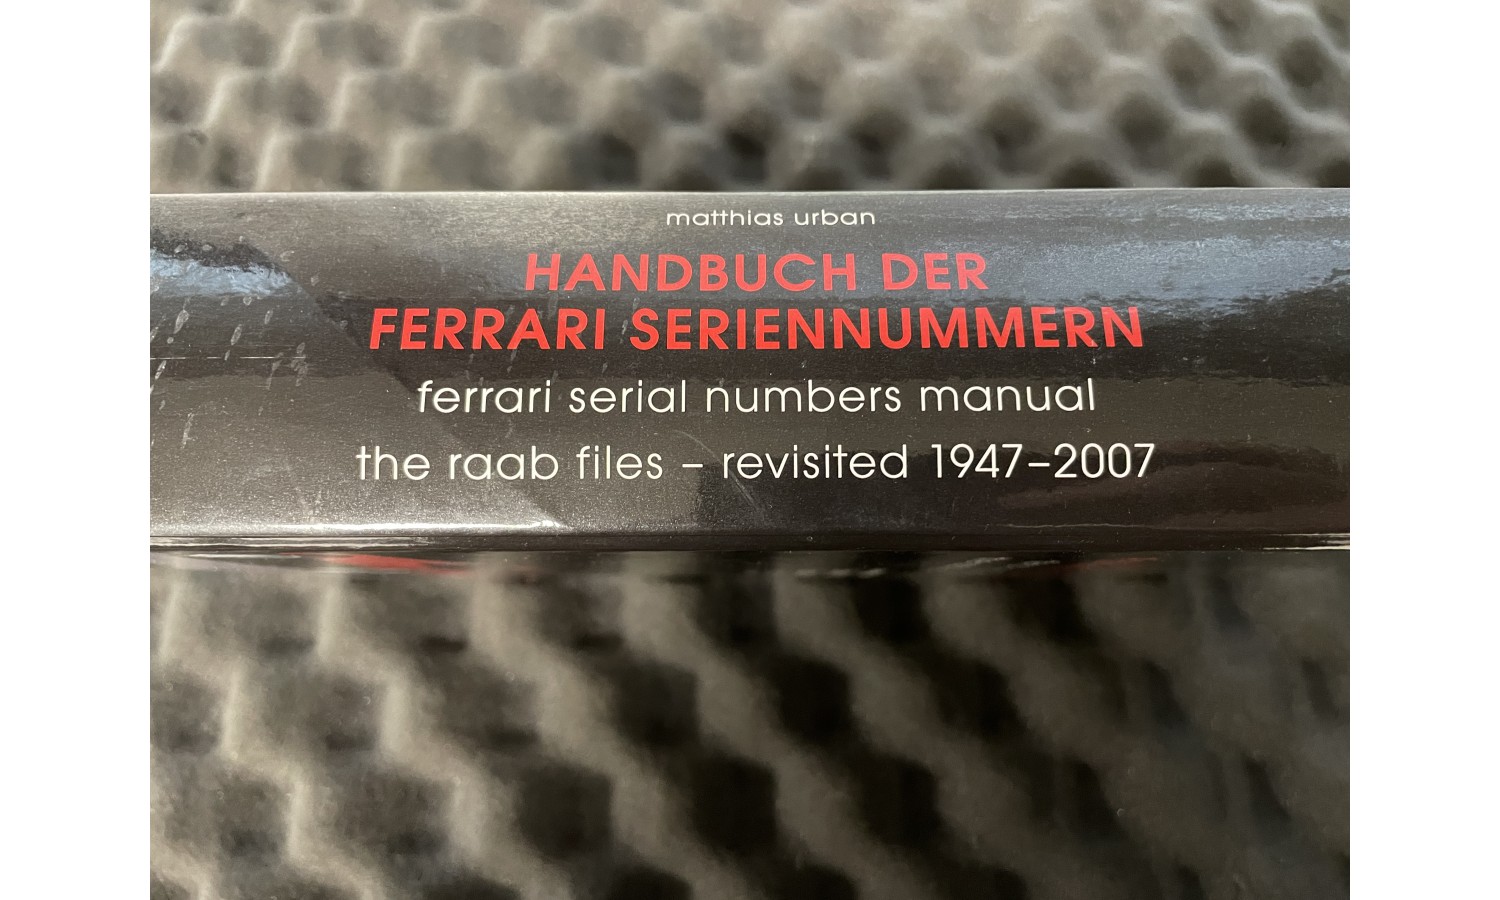 matthias urban
HANDBUCH DER
FERRARI SERIENNUMMERN
ferrari serial numbers manual
the raab files – revisited 1947–2007